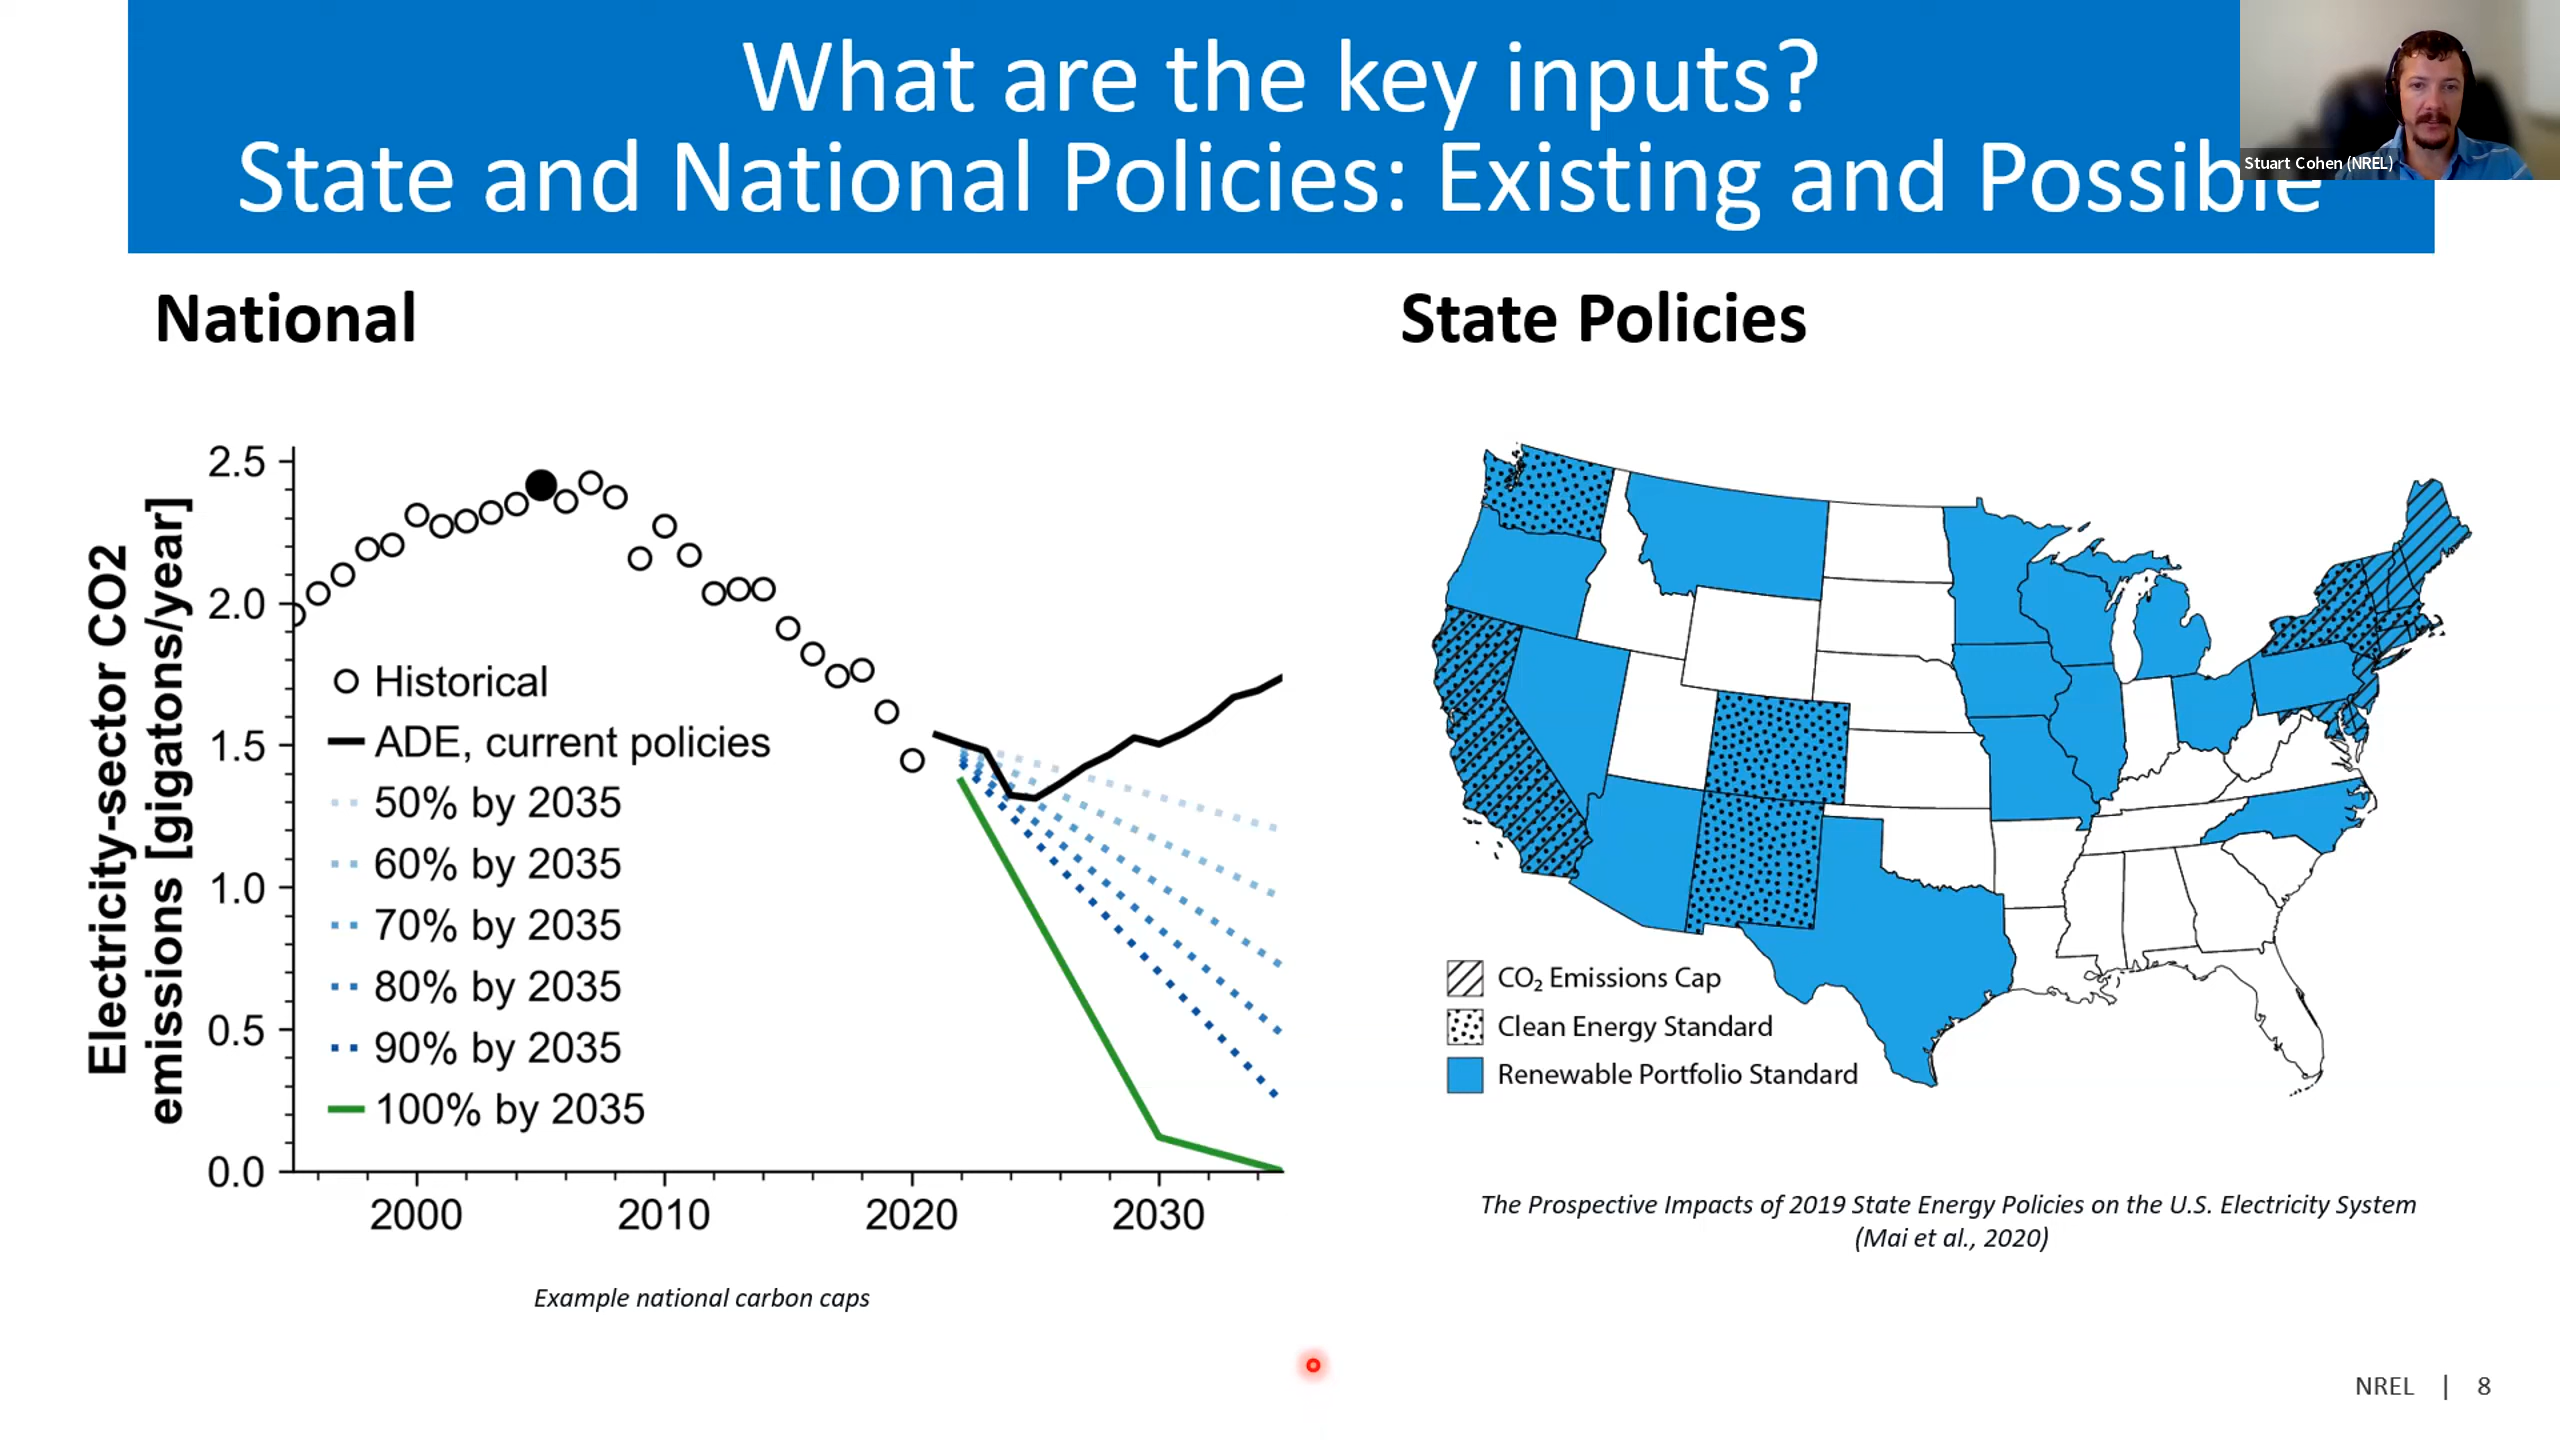 What are the key inputs?
State and National Policies: Existing and Possible
Stuart Cohen (NREL)
National
State Policies
Electricity-sector CO2
emissions [gigatons/year]
2.5
2.0
1.5
1.0
0.5
0.0
Historical
ADE, current policies
50% by 2035
60% by 2035
70% by 2035
80% by 2035
90% by 2035
100% by 2035
2000 2010 2020 2030
Example national carbon caps
CO₂ Emissions Cap
Clean Energy Standard
Renewable Portfolio Standard
The Prospective Impacts of 2019 State Energy Policies on the U.S. Electricity System
(Mai et al., 2020)
NREL | 8